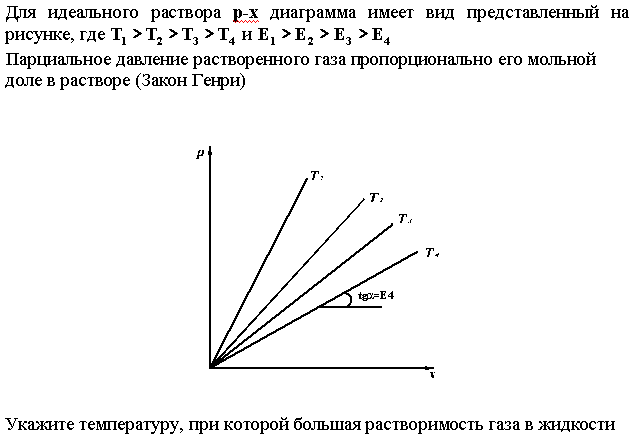 Для идеального раствора p-x диаграмма имеет вид представленный на
рисунке, где T₁ > T₂ > T₃ > T₄ и E₁ > E₂ > E₃ > E₄
Парциальное давление растворенного газа пропорционально его мольной
доле в растворе (Закон Генри)
p
T₁
T₂
T₃
T₄
tgα=E4
x
Укажите температуру, при которой большая растворимость газа в жидкости